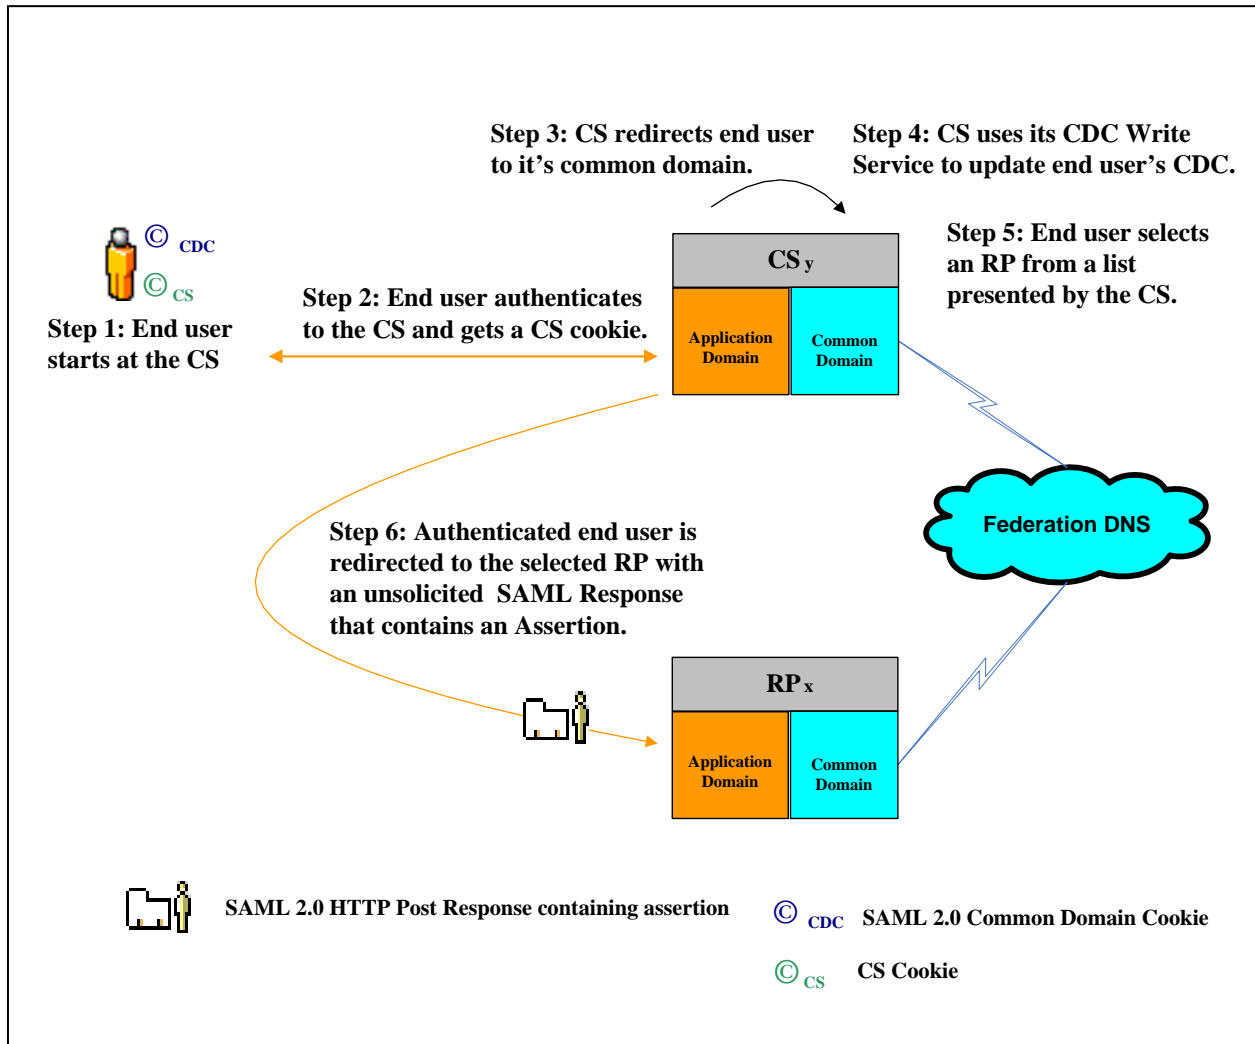 Step 3: CS redirects end user
to it's common domain.
Step 4: CS uses its CDC Write
Service to update end user's CDC.
© CDC
© CS
Step 1: End user
starts at the CS
Step 2: End user authenticates
to the CS and gets a CS cookie.
CS y
Application
Domain
Common
Domain
Step 5: End user selects
an RP from a list
presented by the CS.
Federation DNS
Step 6: Authenticated end user is
redirected to the selected RP with
an unsolicited SAML Response
that contains an Assertion.
RP x
Application
Domain
Common
Domain
SAML 2.0 HTTP Post Response containing assertion
© CDC SAML 2.0 Common Domain Cookie
© CS CS Cookie